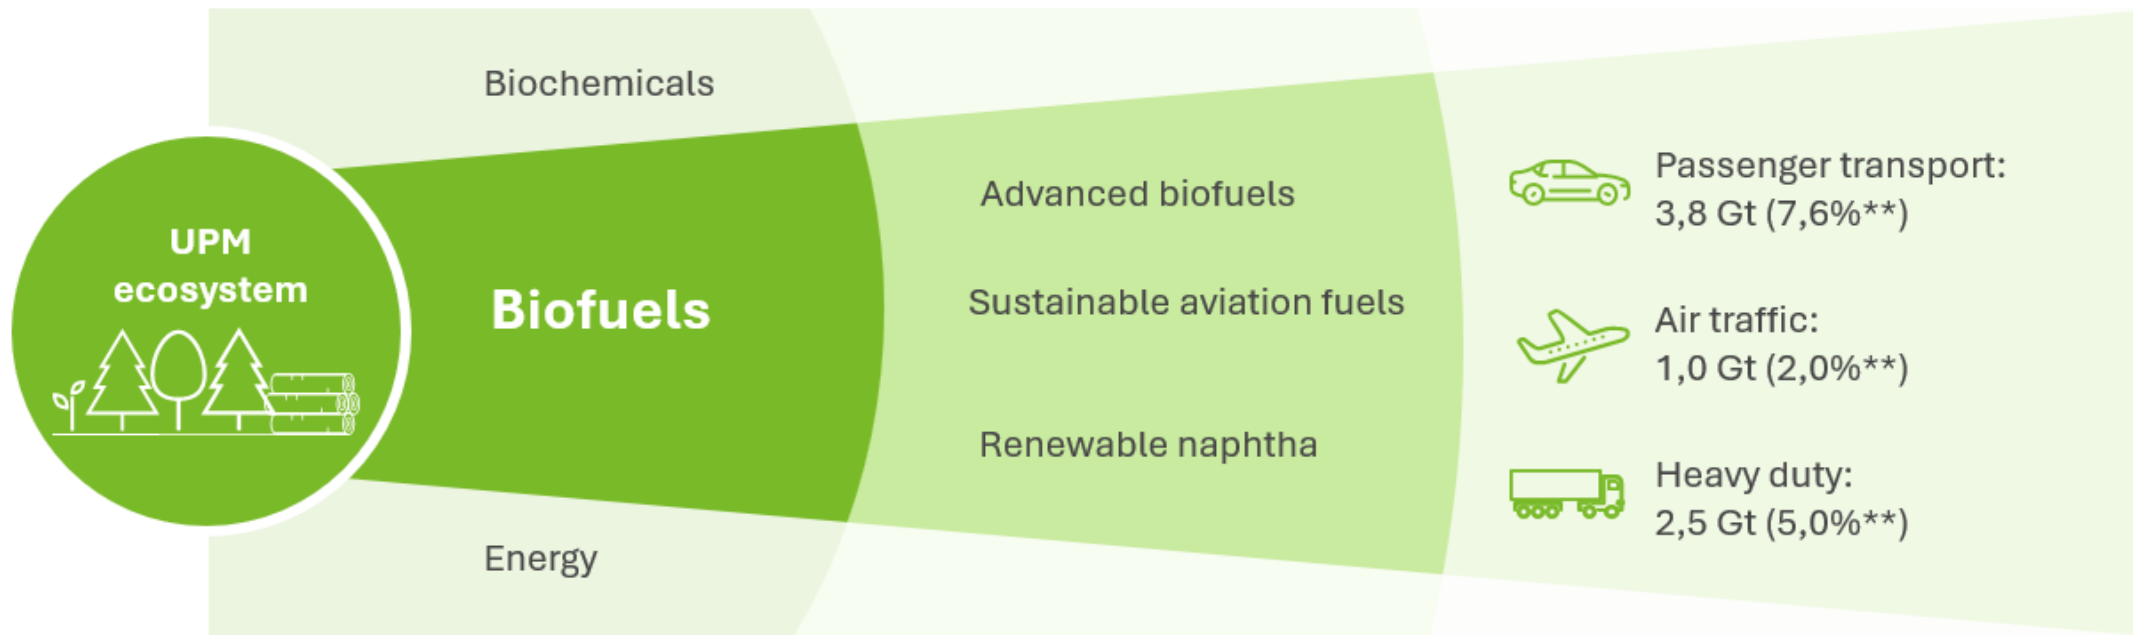 UPM
ecosystem
Biochemicals
Biofuels
Energy
Advanced biofuels
Sustainable aviation fuels
Renewable naphtha
Passenger transport:
3,8 Gt (7,6%**)
Air traffic:
1,0 Gt (2,0%**)
Heavy duty:
2,5 Gt (5,0%**)